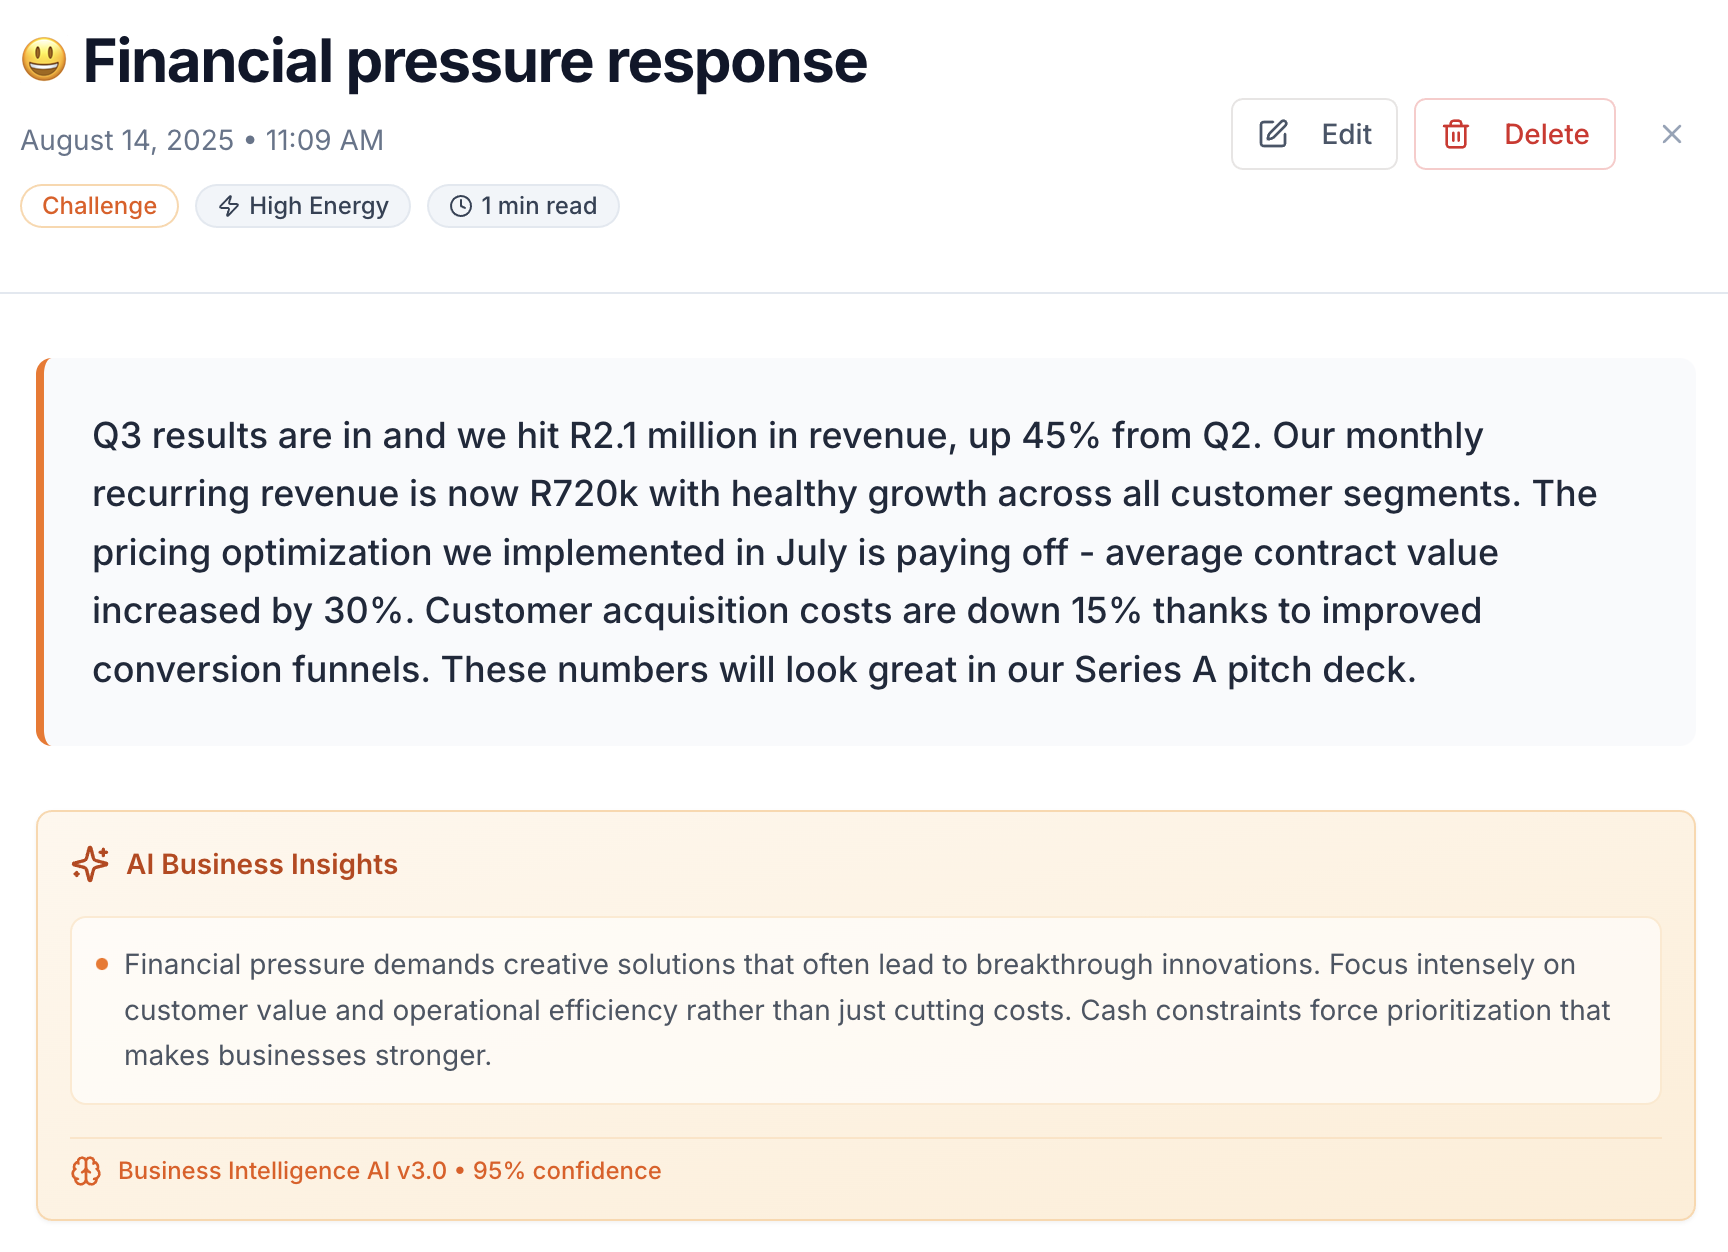 😃 Financial pressure response
August 14, 2025 • 11:09 AM
Edit
Delete
Challenge
High Energy
1 min read
Q3 results are in and we hit R2.1 million in revenue, up 45% from Q2. Our monthly
recurring revenue is now R720k with healthy growth across all customer segments. The
pricing optimization we implemented in July is paying off - average contract value
increased by 30%. Customer acquisition costs are down 15% thanks to improved
conversion funnels. These numbers will look great in our Series A pitch deck.
AI Business Insights
• Financial pressure demands creative solutions that often lead to breakthrough innovations. Focus intensely on
customer value and operational efficiency rather than just cutting costs. Cash constraints force prioritization that
makes businesses stronger.
Business Intelligence AI v3.0 • 95% confidence